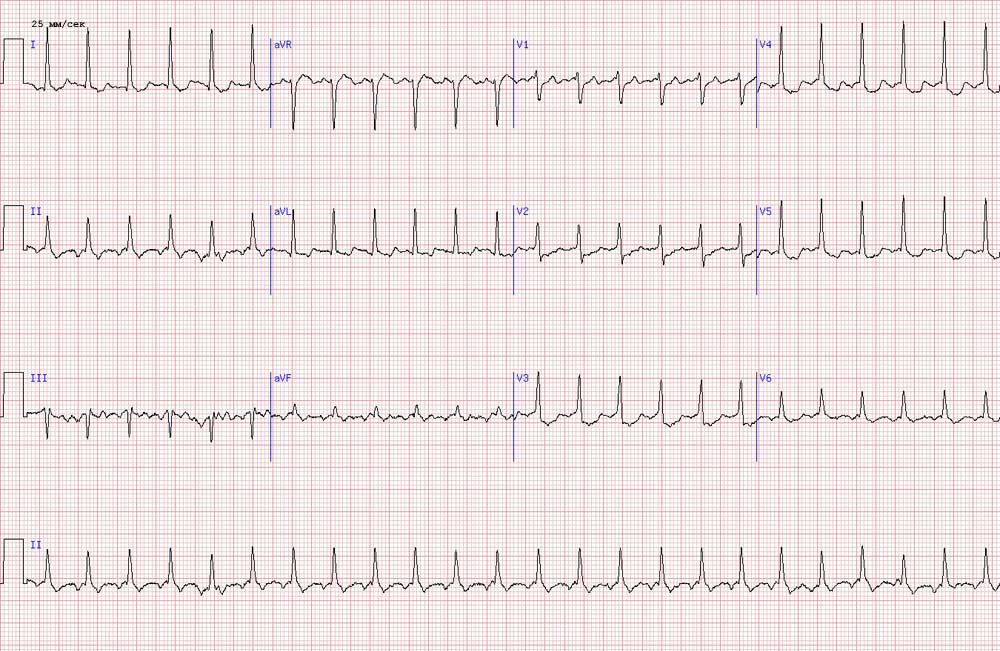 25 мм/сек
I aVR V1 V4
II aVL V2 V5
III aVF V3 V6
II